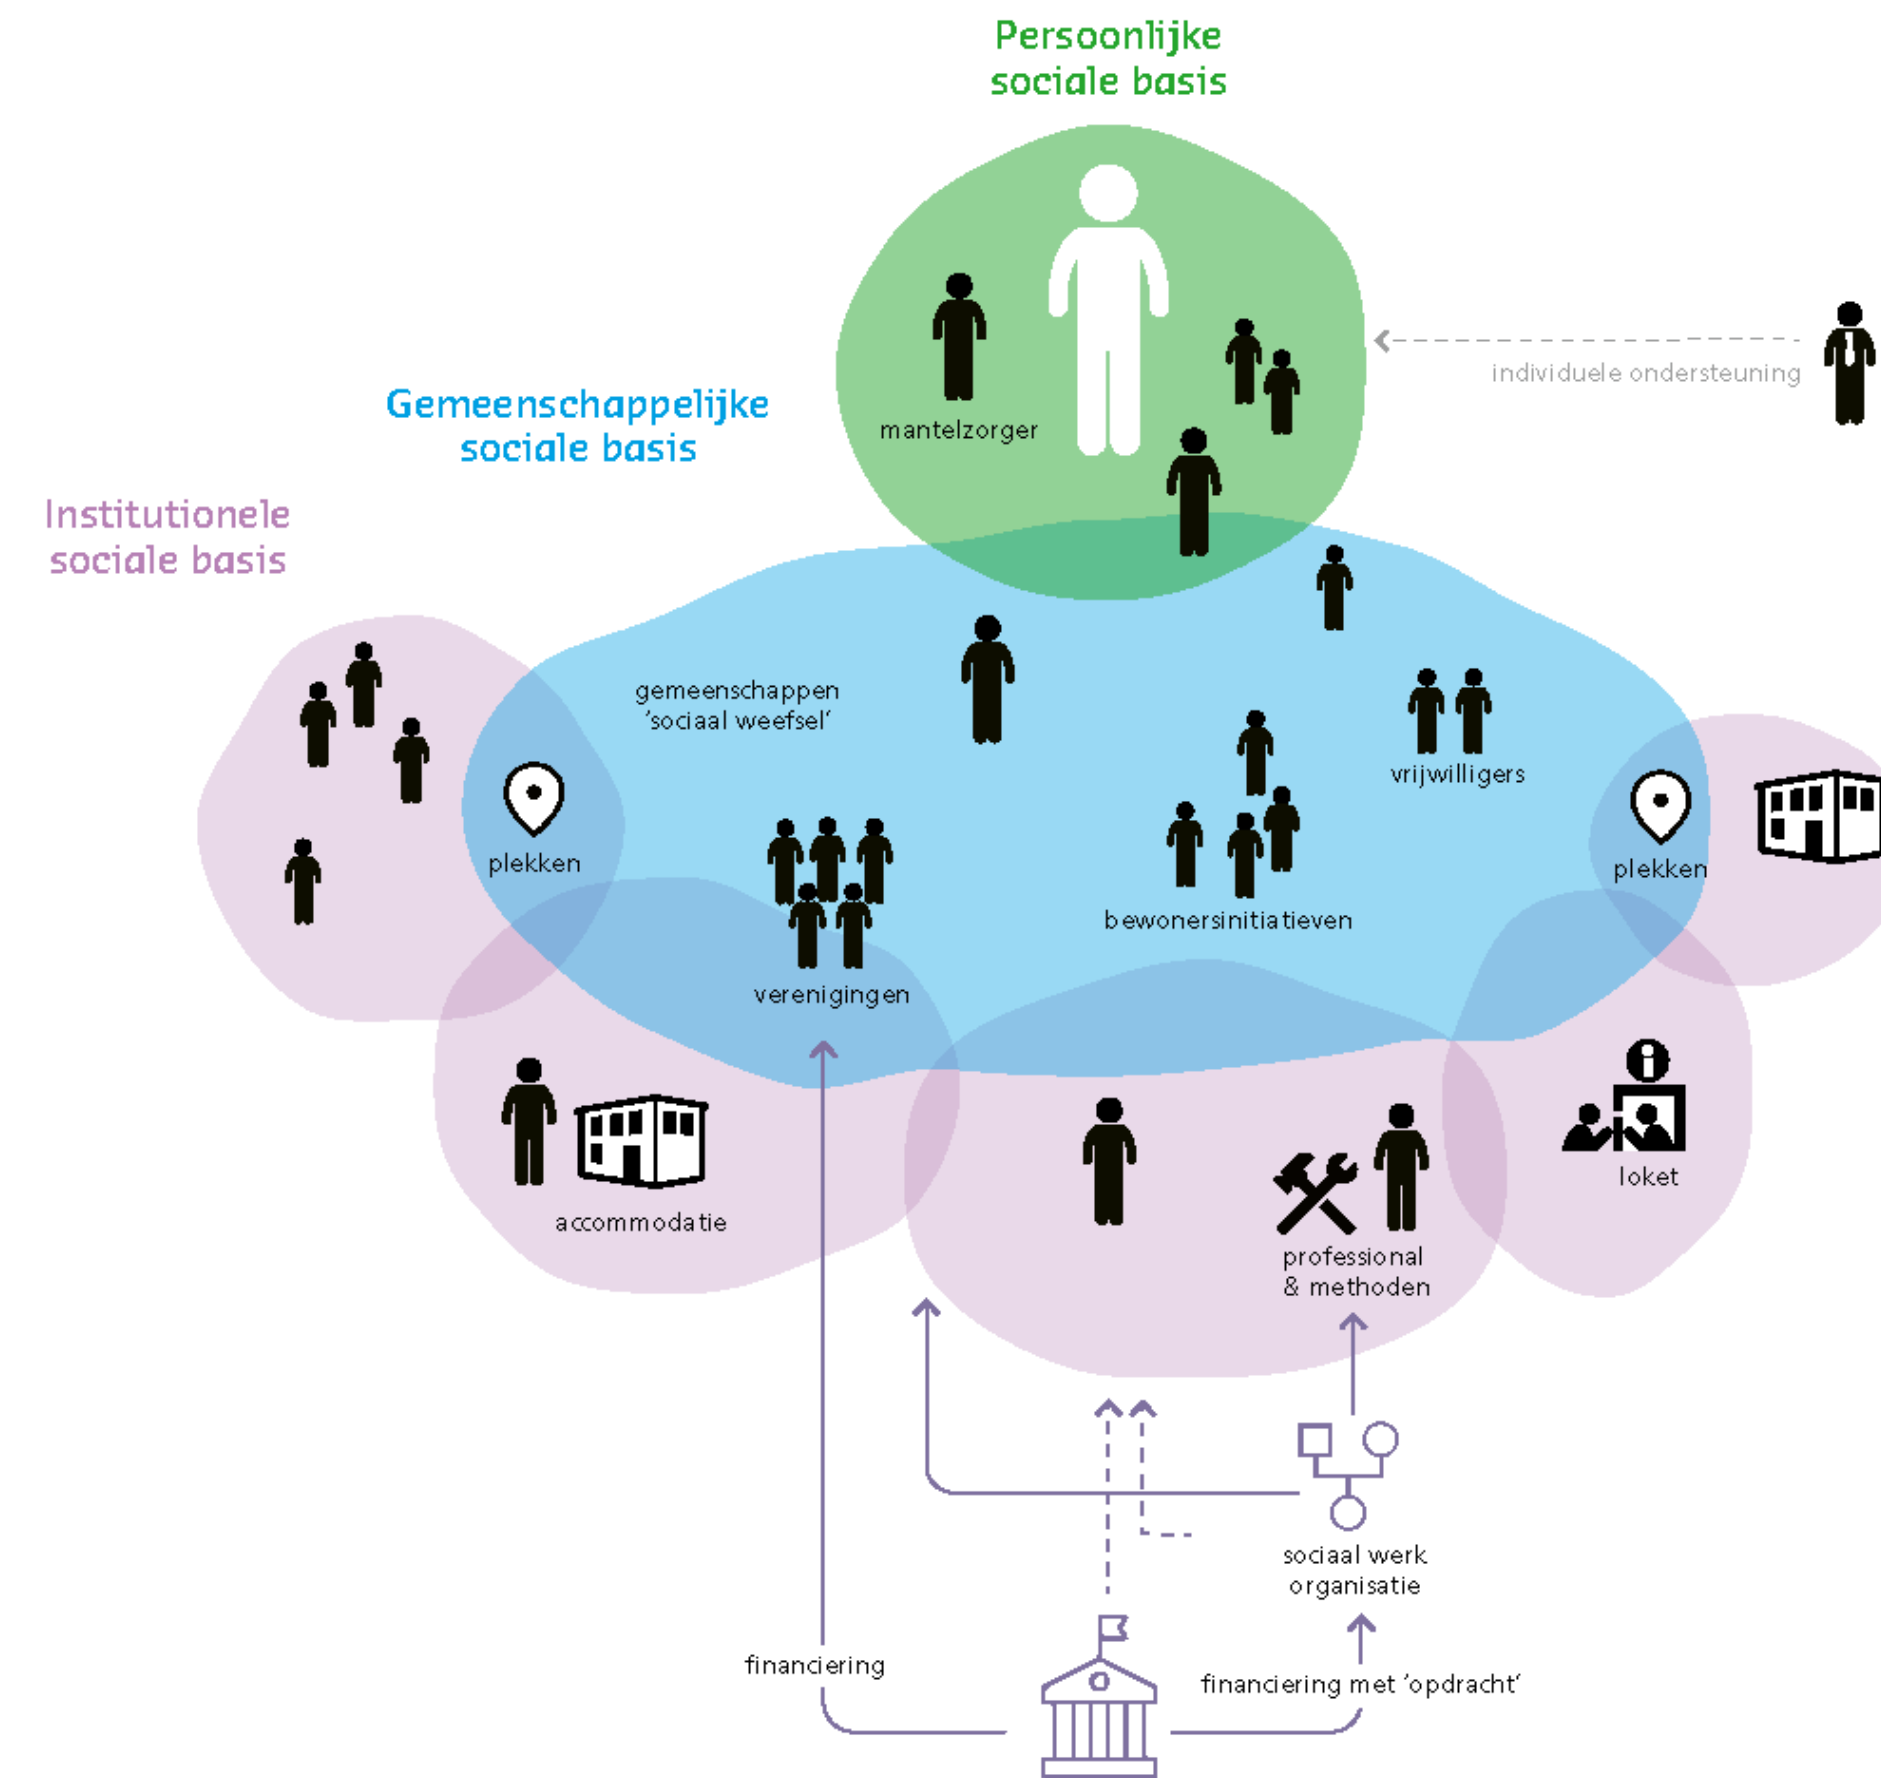 Persoonlijke
sociale basis
individuele ondersteuning
Gemeenschappelijke
sociale basis
mantelzorger
Institutionele
sociale basis
gemeenschappen
'sociaal weefsel'
vrijwilligers
plekken
plekken
bewonersinitiatieven
verenigingen
loket
accommodatie
professional
& methoden
sociaal werk
organisatie
financiering
financiering met 'opdracht'